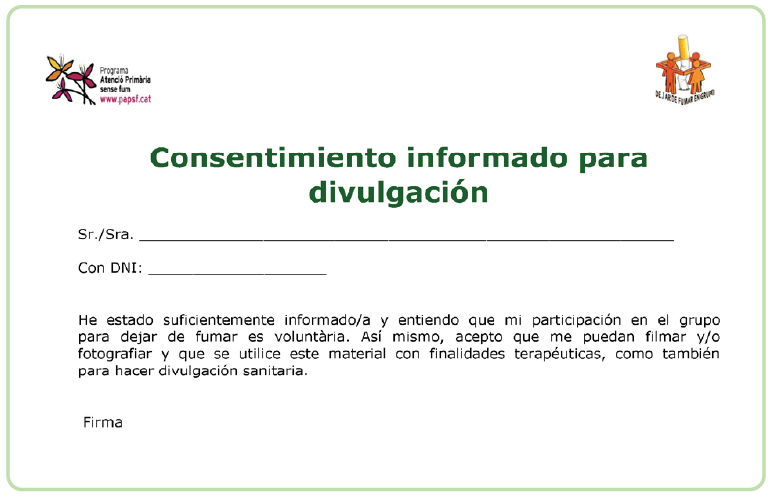 Programa
Atenció Primària
sense fum
www.papsf.cat
DEJAR DE FUMAR EN GRUPO
Consentimiento informado para
divulgación
Sr./Sra. ____________________________________________________________
Con DNI: ____________________
He estado suficientemente informado/a y entiendo que mi participación en el grupo
para dejar de fumar es voluntària. Así mismo, acepto que me puedan filmar y/o
fotografiar y que se utilice este material con finalidades terapéuticas, como también
para hacer divulgación sanitaria.
Firma